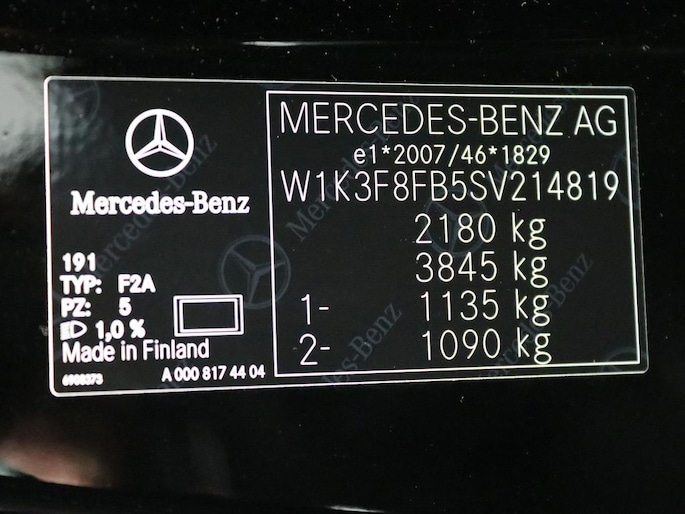 Mercedes-Benz
191
TYP: F2A
PZ: 5
1,0 %
Made in Finland
6908373
A 000 817 44 04
MERCEDES-BENZ AG
e1*2007/46*1829
W1K3F8FB5SV214819
2180 kg
3845 kg
1- 1135 kg
2- 1090 kg